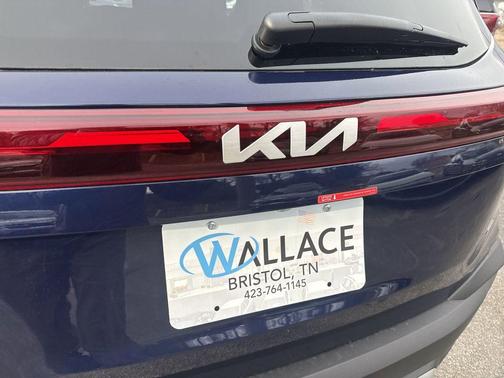 KIA
WALLACE
BRISTOL, TN
423-764-1145